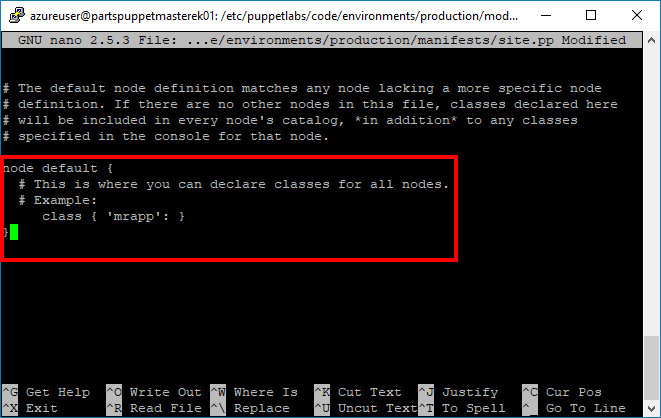 azureuser@partspuppetmasterek01: /etc/puppetlabs/code/environments/production/mod...
GNU nano 2.5.3 File: ...e/environments/production/manifests/site.pp Modified
# The default node definition matches any node lacking a more specific node
# definition. If there are no other nodes in this file, classes declared here
# will be included in every node's catalog, *in addition* to any classes
# specified in the console for that node.
node default {
  # This is where you can declare classes for all nodes.
  # Example:
     class { 'mrapp': }
}
^G Get Help ^O Write Out ^W Where Is ^K Cut Text ^J Justify ^C Cur Pos
^X Exit ^R Read File ^\ Replace ^U Uncut Text ^T To Spell ^_ Go To Line